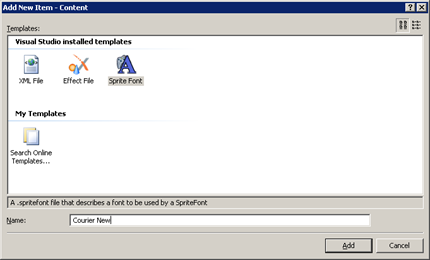 Add New Item - Content
Templates:
Visual Studio installed templates
XML File
Effect File
Sprite Font
My Templates
Search Online
Templates...
A .spritefont file that describes a font to be used by a SpriteFont
Name:
Courier New
Add
Cancel